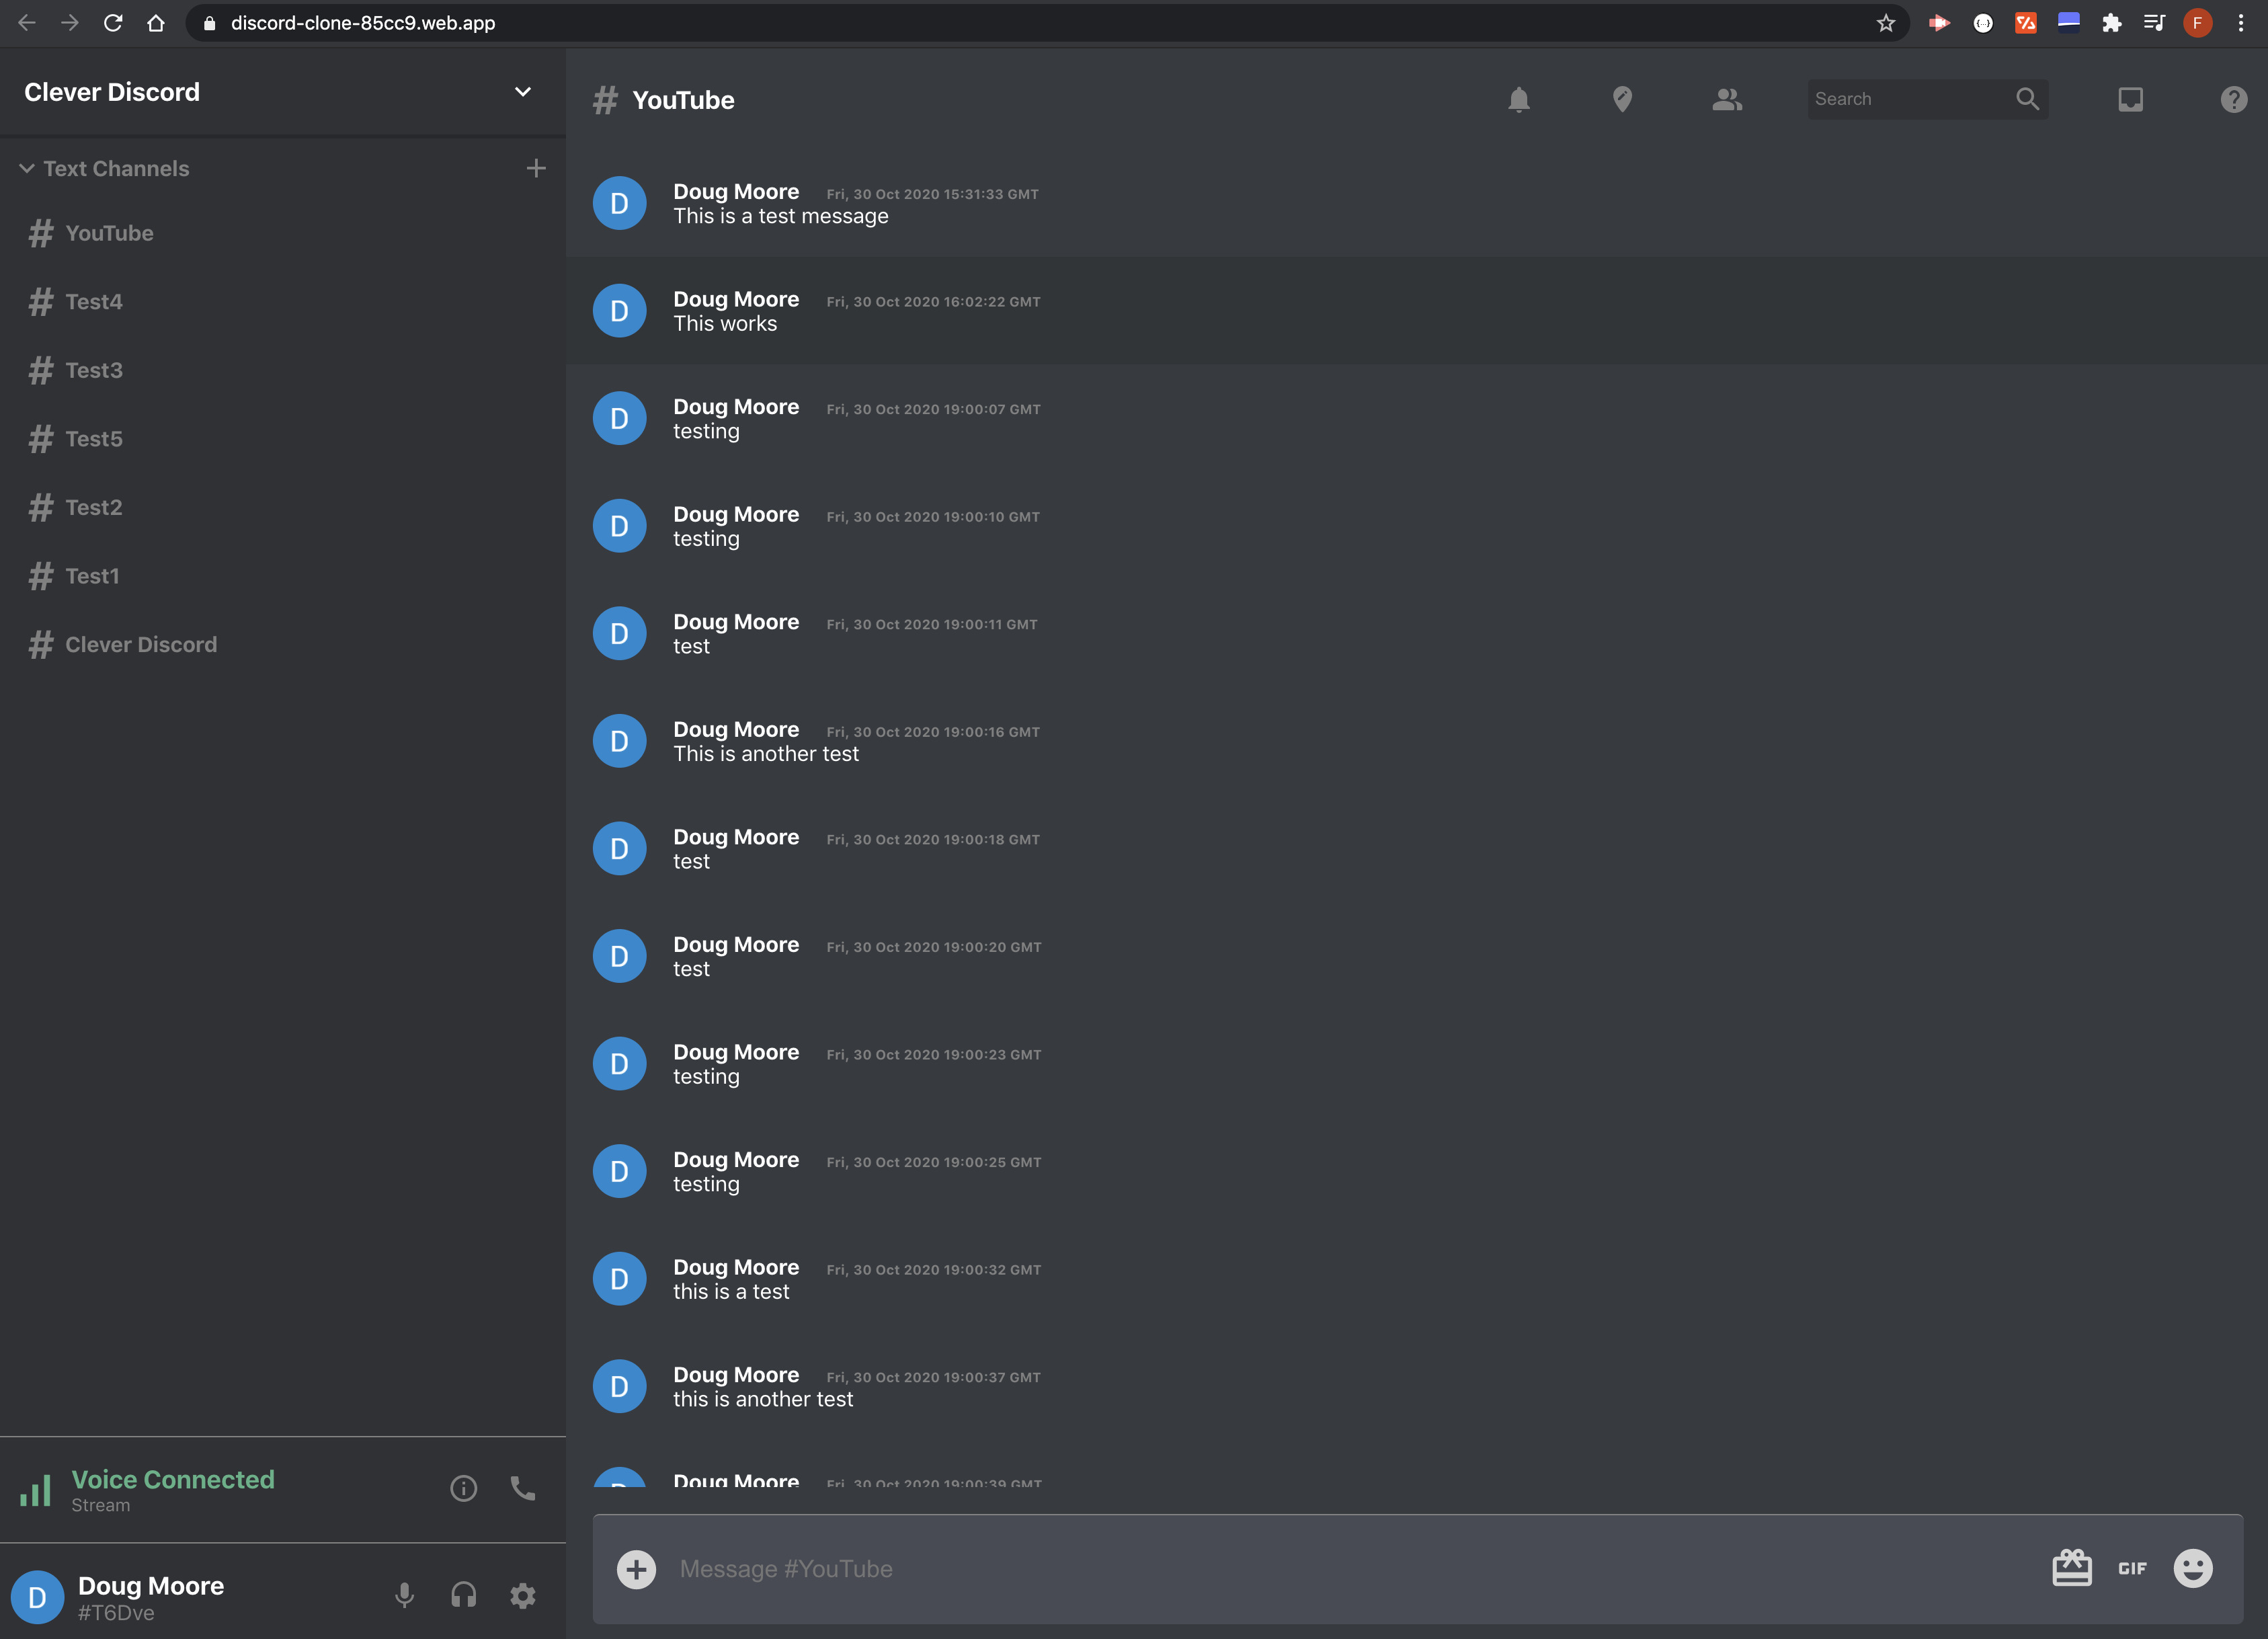 discord-clone-85cc9.web.app
F
Clever Discord
Text Channels
YouTube
Test4
Test3
Test5
Test2
Test1
Clever Discord
Voice Connected
Stream
D
Doug Moore
#T6Dve
# YouTube
Search
D
Doug Moore Fri, 30 Oct 2020 15:31:33 GMT
This is a test message
D
Doug Moore Fri, 30 Oct 2020 16:02:22 GMT
This works
D
Doug Moore Fri, 30 Oct 2020 19:00:07 GMT
testing
D
Doug Moore Fri, 30 Oct 2020 19:00:10 GMT
testing
D
Doug Moore Fri, 30 Oct 2020 19:00:11 GMT
test
D
Doug Moore Fri, 30 Oct 2020 19:00:16 GMT
This is another test
D
Doug Moore Fri, 30 Oct 2020 19:00:18 GMT
test
D
Doug Moore Fri, 30 Oct 2020 19:00:20 GMT
test
D
Doug Moore Fri, 30 Oct 2020 19:00:23 GMT
testing
D
Doug Moore Fri, 30 Oct 2020 19:00:25 GMT
testing
D
Doug Moore Fri, 30 Oct 2020 19:00:32 GMT
this is a test
D
Doug Moore Fri, 30 Oct 2020 19:00:37 GMT
this is another test
D
Doug Moore Fri, 30 Oct 2020 19:00:39 GMT
Message #YouTube
GIF